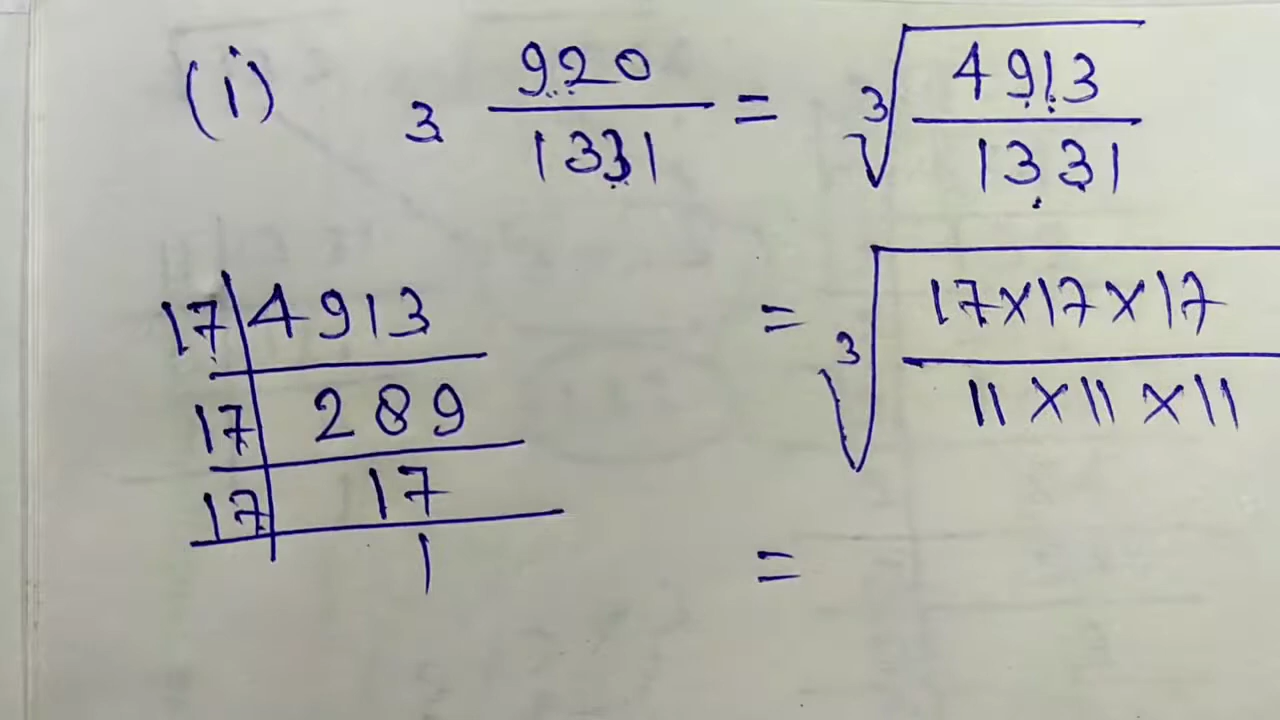 (i) 3 920/1331 = ∛(4913/1331)
17 | 4913
17 | 289
17 | 17
1
= ∛(17×17×17/11×11×11)
=